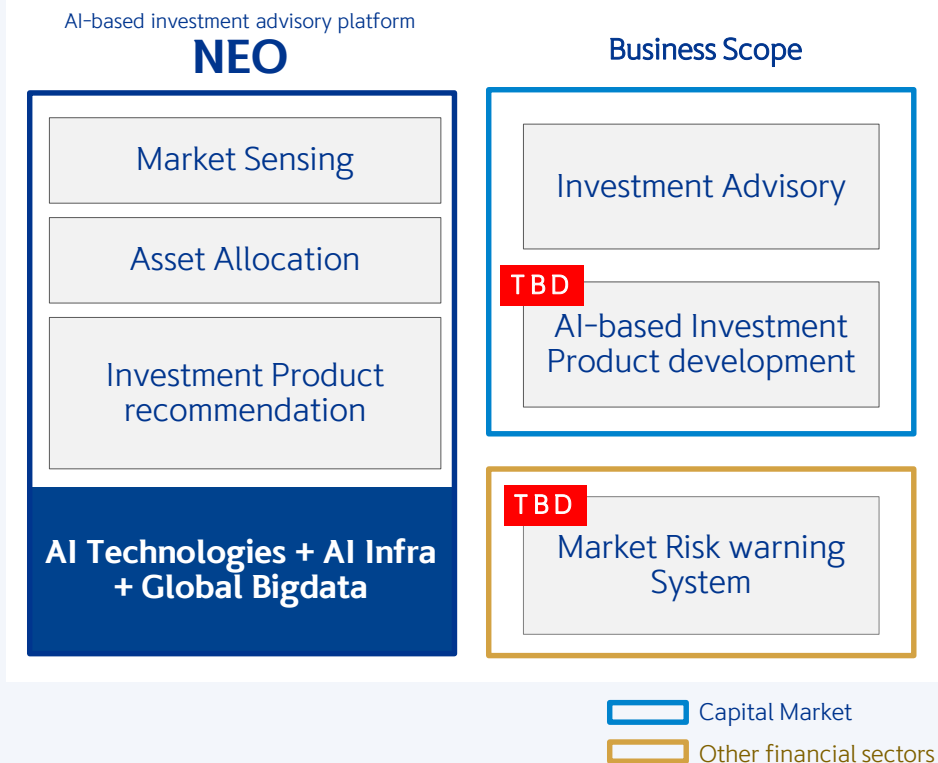 AI-based investment advisory platform
NEO
Market Sensing
Asset Allocation
Investment Product
recommendation
AI Technologies + AI Infra
+ Global Bigdata
Business Scope
Investment Advisory
TBD
AI-based Investment
Product development
TBD
Market Risk warning
System
Capital Market
Other financial sectors